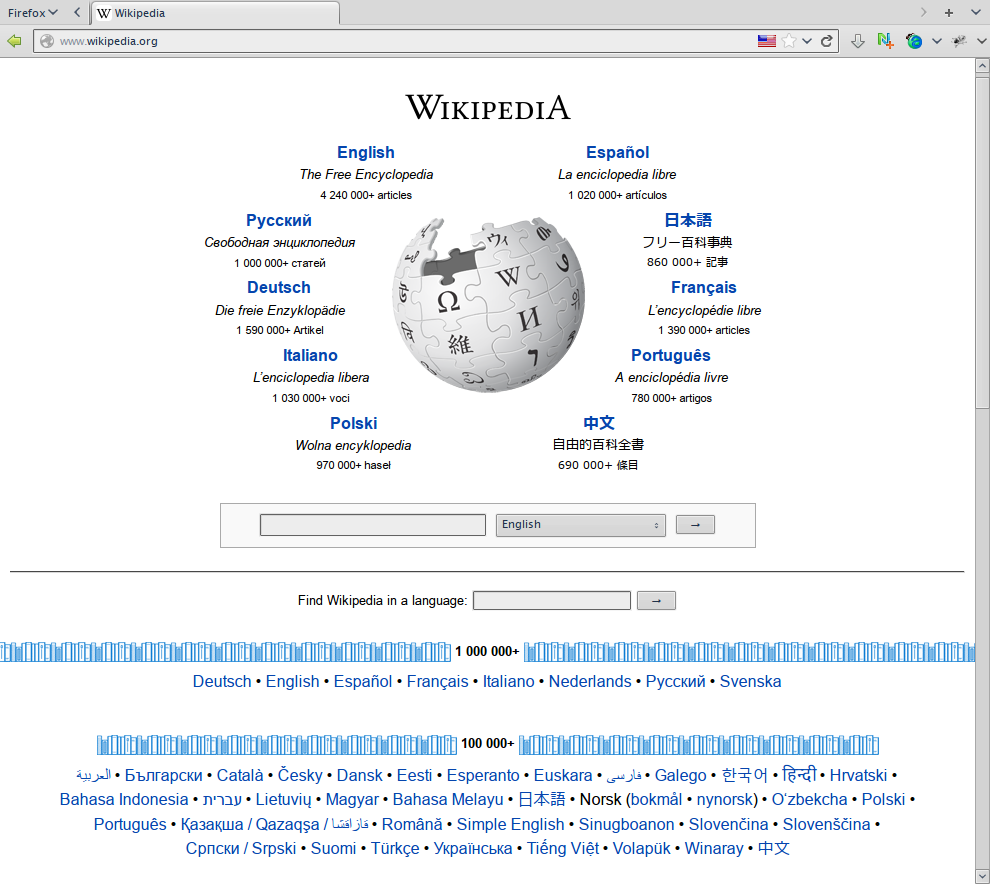 Firefox
Wikipedia
www.wikipedia.org
WIKIPEDIA
English
The Free Encyclopedia
4 240 000+ articles
Español
La enciclopedia libre
1 020 000+ artículos
Русский
Свободная энциклопедия
1 000 000+ статей
日本語
フリー百科事典
860 000+ 記事
Deutsch
Die freie Enzyklopädie
1 590 000+ Artikel
Français
L'encyclopédie libre
1 390 000+ articles
Italiano
L'enciclopedia libera
1 030 000+ voci
Português
A enciclopédia livre
780 000+ artigos
Polski
Wolna encyklopedia
970 000+ haseł
中文
自由的百科全書
690 000+ 條目
Ω
W
И
維
English
→
Find Wikipedia in a language:
→
1 000 000+
Deutsch • English • Español • Français • Italiano • Nederlands • Русский • Svenska
100 000+
العربية • Български • Català • Česky • Dansk • Eesti • Esperanto • Euskara • فارسی • Galego • 한국어 • हिन्दी • Hrvatski •
Bahasa Indonesia • עברית • Lietuvių • Magyar • Bahasa Melayu • 日本語 • Norsk (bokmål • nynorsk) • O‘zbekcha • Polski •
Português • Қазақша / Qazaqşa / قازاقشا • Română • Simple English • Sinugboanon • Slovenčina • Slovenščina •
Српски / Srpski • Suomi • Türkçe • Українська • Tiếng Việt • Volapük • Winaray • 中文